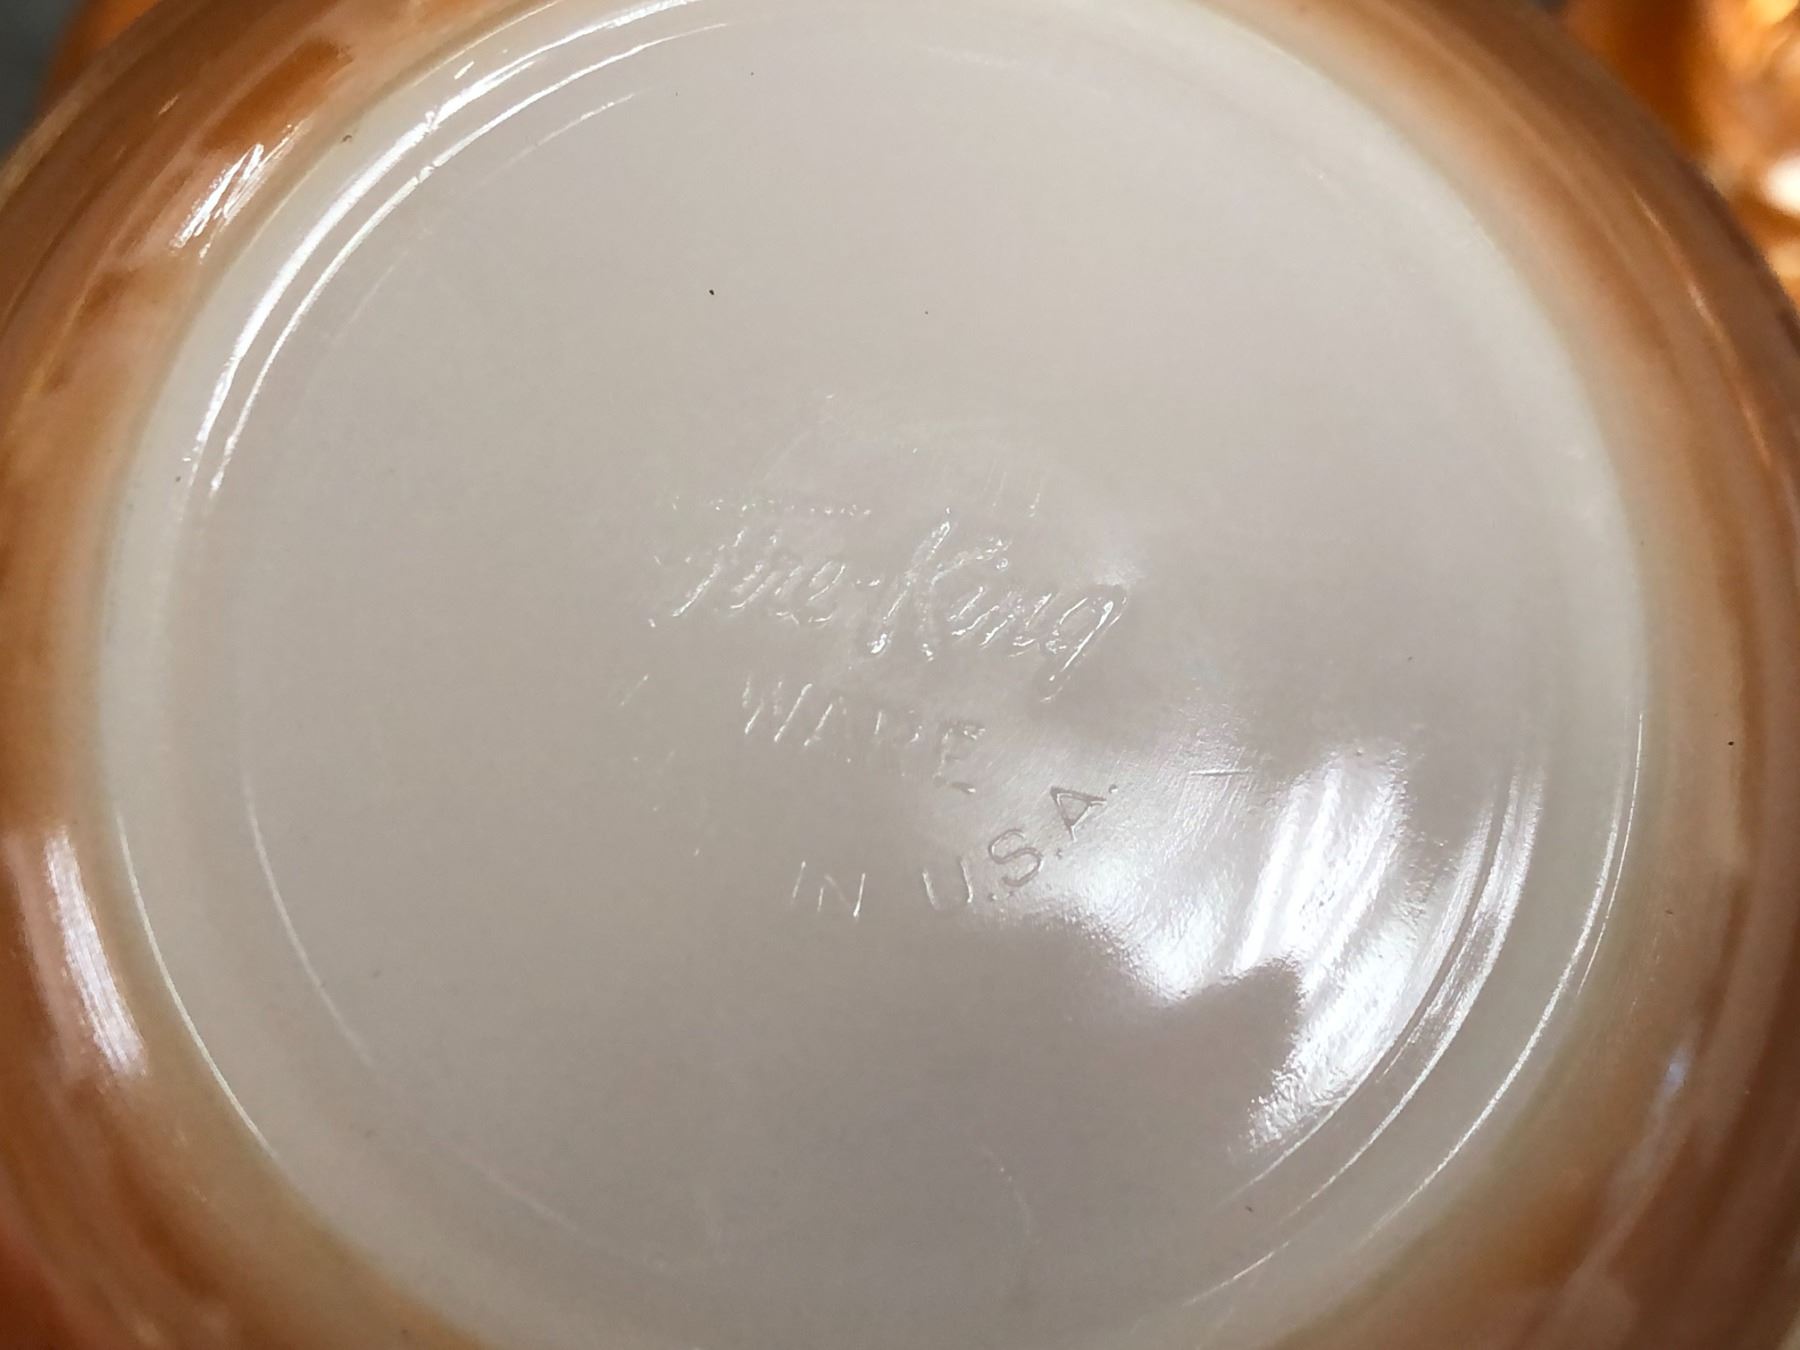 Fire-King
WARE
IN U.S.A.